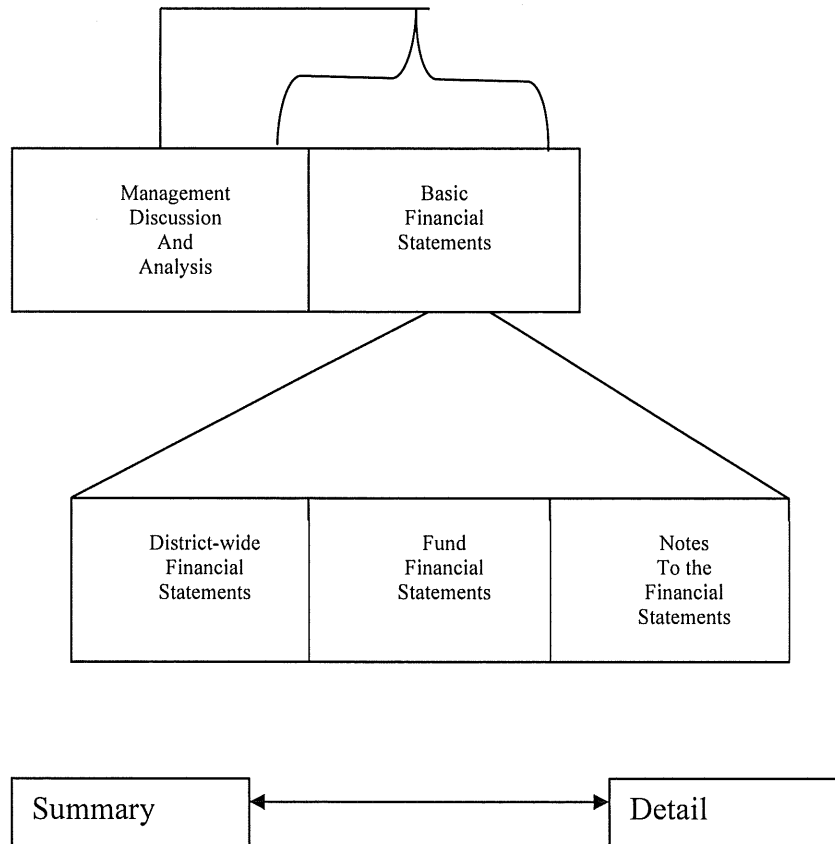 Management
Discussion
And
Analysis
Basic
Financial
Statements
District-wide
Financial
Statements
Fund
Financial
Statements
Notes
To the
Financial
Statements
Summary
Detail